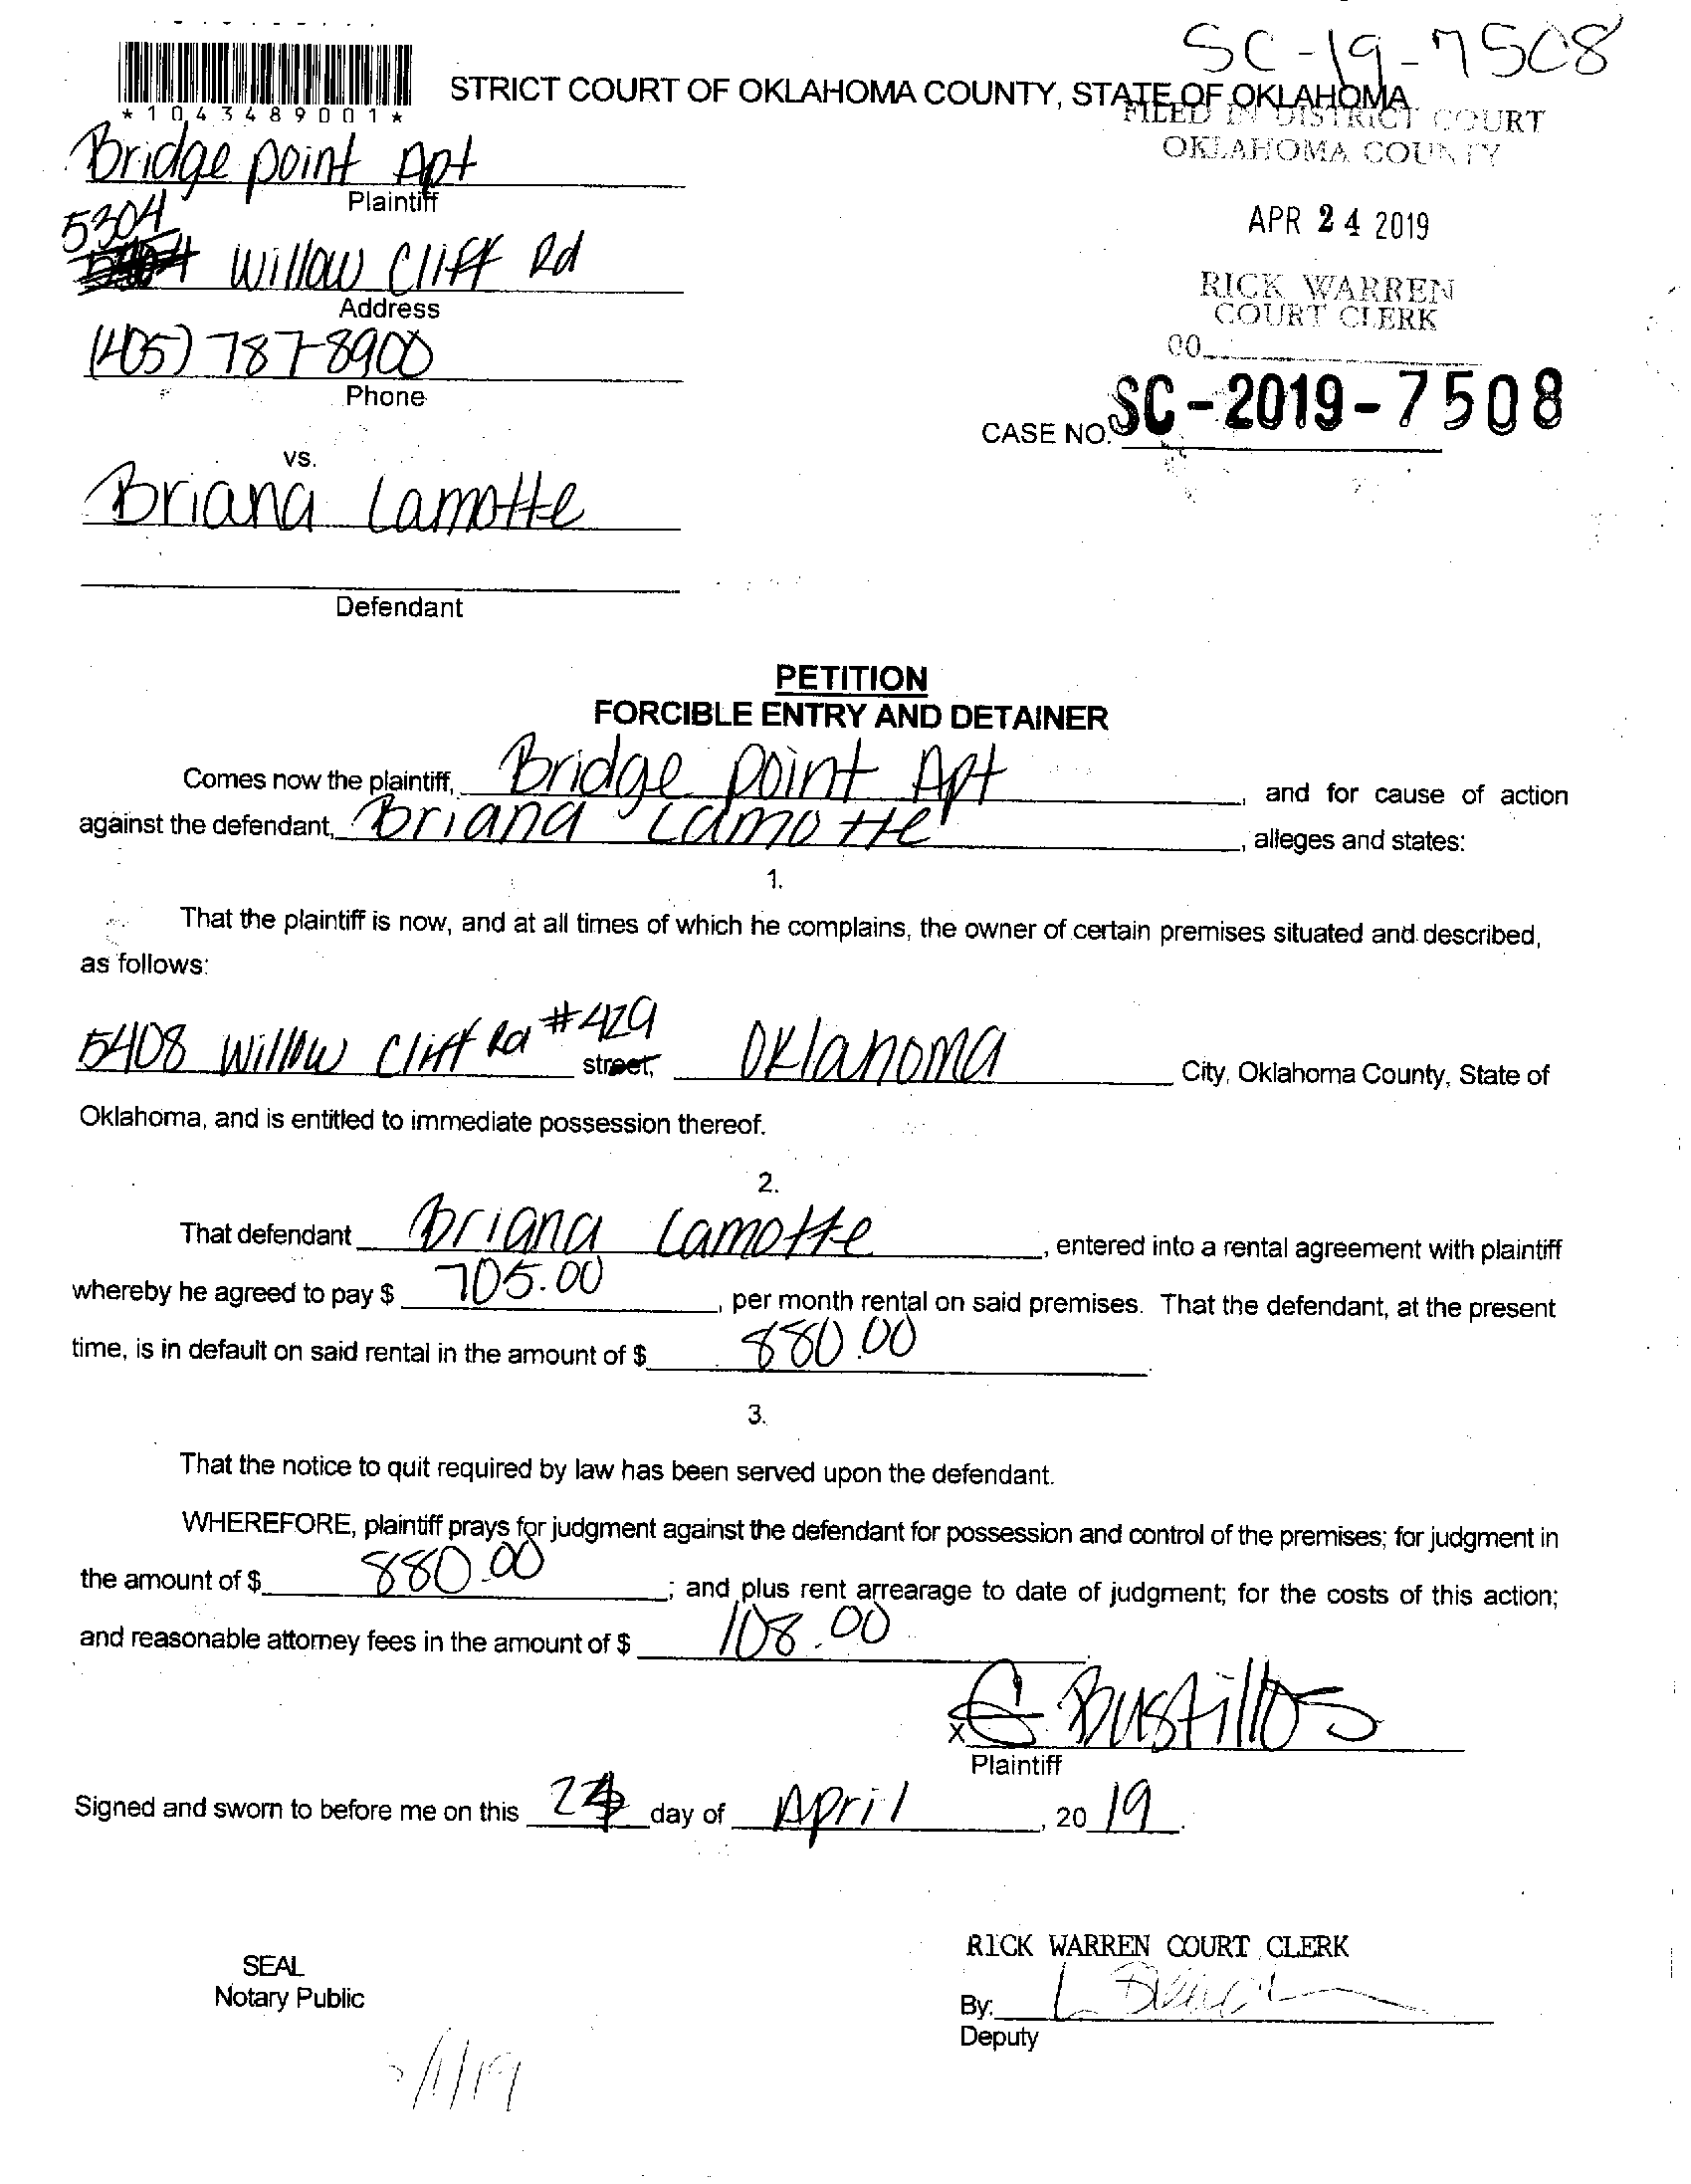 SC-19-7508
STRICT COURT OF OKLAHOMA COUNTY, STATE OF OKLAHOMA
*1043489001*
FILED IN DISTRICT COURT
OKLAHOMA COUNTY
Bridge point Apt
Plaintiff
APR 24 2019
5304
Willow Cliff Rd
Address
RICK WARREN
COURT CLERK
(405) 787-8900
Phone
CASE NO. SC-2019-7508
vs.
Briana Lamotte
Defendant
PETITION
FORCIBLE ENTRY AND DETAINER
Comes now the plaintiff, Bridge point Apt, and for cause of action
against the defendant, Briana Lamotte, alleges and states:
1.
That the plaintiff is now, and at all times of which he complains, the owner of certain premises situated and described,
as follows:
5408 Willow Cliff Rd #429 street, Oklahoma City, Oklahoma County, State of
Oklahoma, and is entitled to immediate possession thereof.
2.
That defendant Briana Lamotte, entered into a rental agreement with plaintiff
whereby he agreed to pay $ 705.00, per month rental on said premises. That the defendant, at the present
time, is in default on said rental in the amount of $ 880.00.
3.
That the notice to quit required by law has been served upon the defendant.
WHEREFORE, plaintiff prays for judgment against the defendant for possession and control of the premises; for judgment in
the amount of $ 880.00; and plus rent arrearage to date of judgment; for the costs of this action;
and reasonable attorney fees in the amount of $ 108.00.
x G Bustillos
Plaintiff
Signed and sworn to before me on this 24 day of April, 2019.
RICK WARREN COURT CLERK
SEAL
Notary Public
By:
Deputy